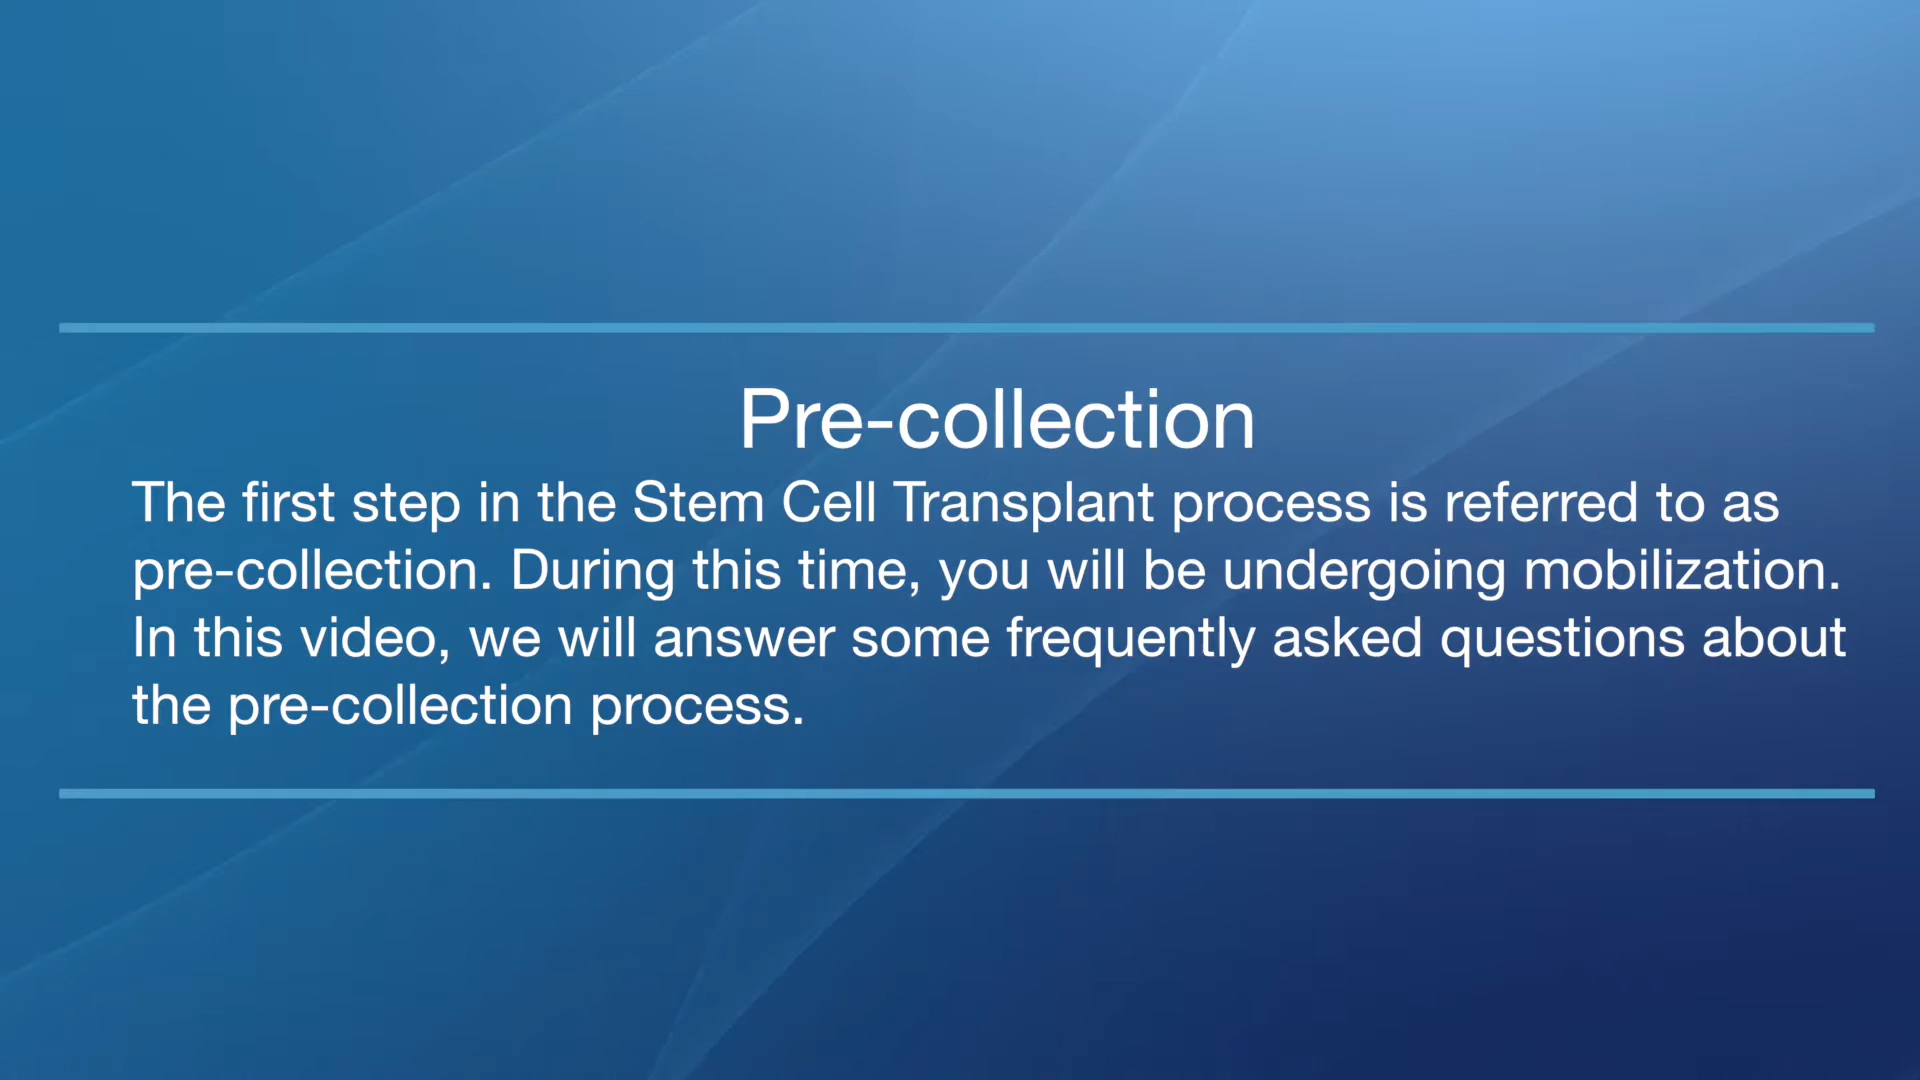 Pre-collection
The first step in the Stem Cell Transplant process is referred to as
pre-collection. During this time, you will be undergoing mobilization.
In this video, we will answer some frequently asked questions about
the pre-collection process.